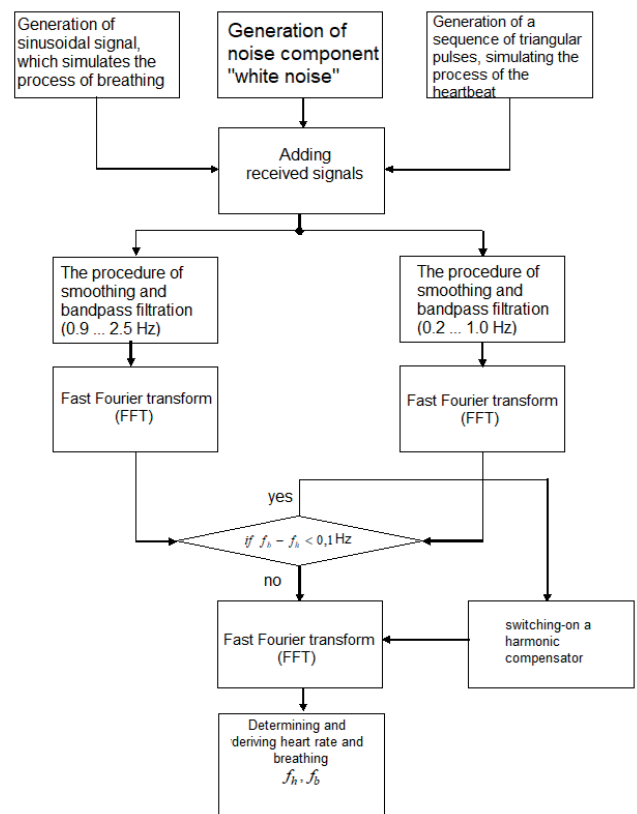 Generation of
sinusoidal signal,
which simulates the
process of breathing
Generation of
noise component
"white noise"
Generation of a
sequence of triangular
pulses, simulating the
process of the
heartbeat
Adding
received signals
The procedure of
smoothing and
bandpass filtration
(0.9 ... 2.5 Hz)
The procedure of
smoothing and
bandpass filtration
(0.2 ... 1.0 Hz)
Fast Fourier transform
(FFT)
Fast Fourier transform
(FFT)
yes
if f_h − f_h < 0,1 Hz
no
Fast Fourier transform
(FFT)
switching-on a
harmonic
compensator
Determining and
deriving heart rate and
breathing
f_h, f_b